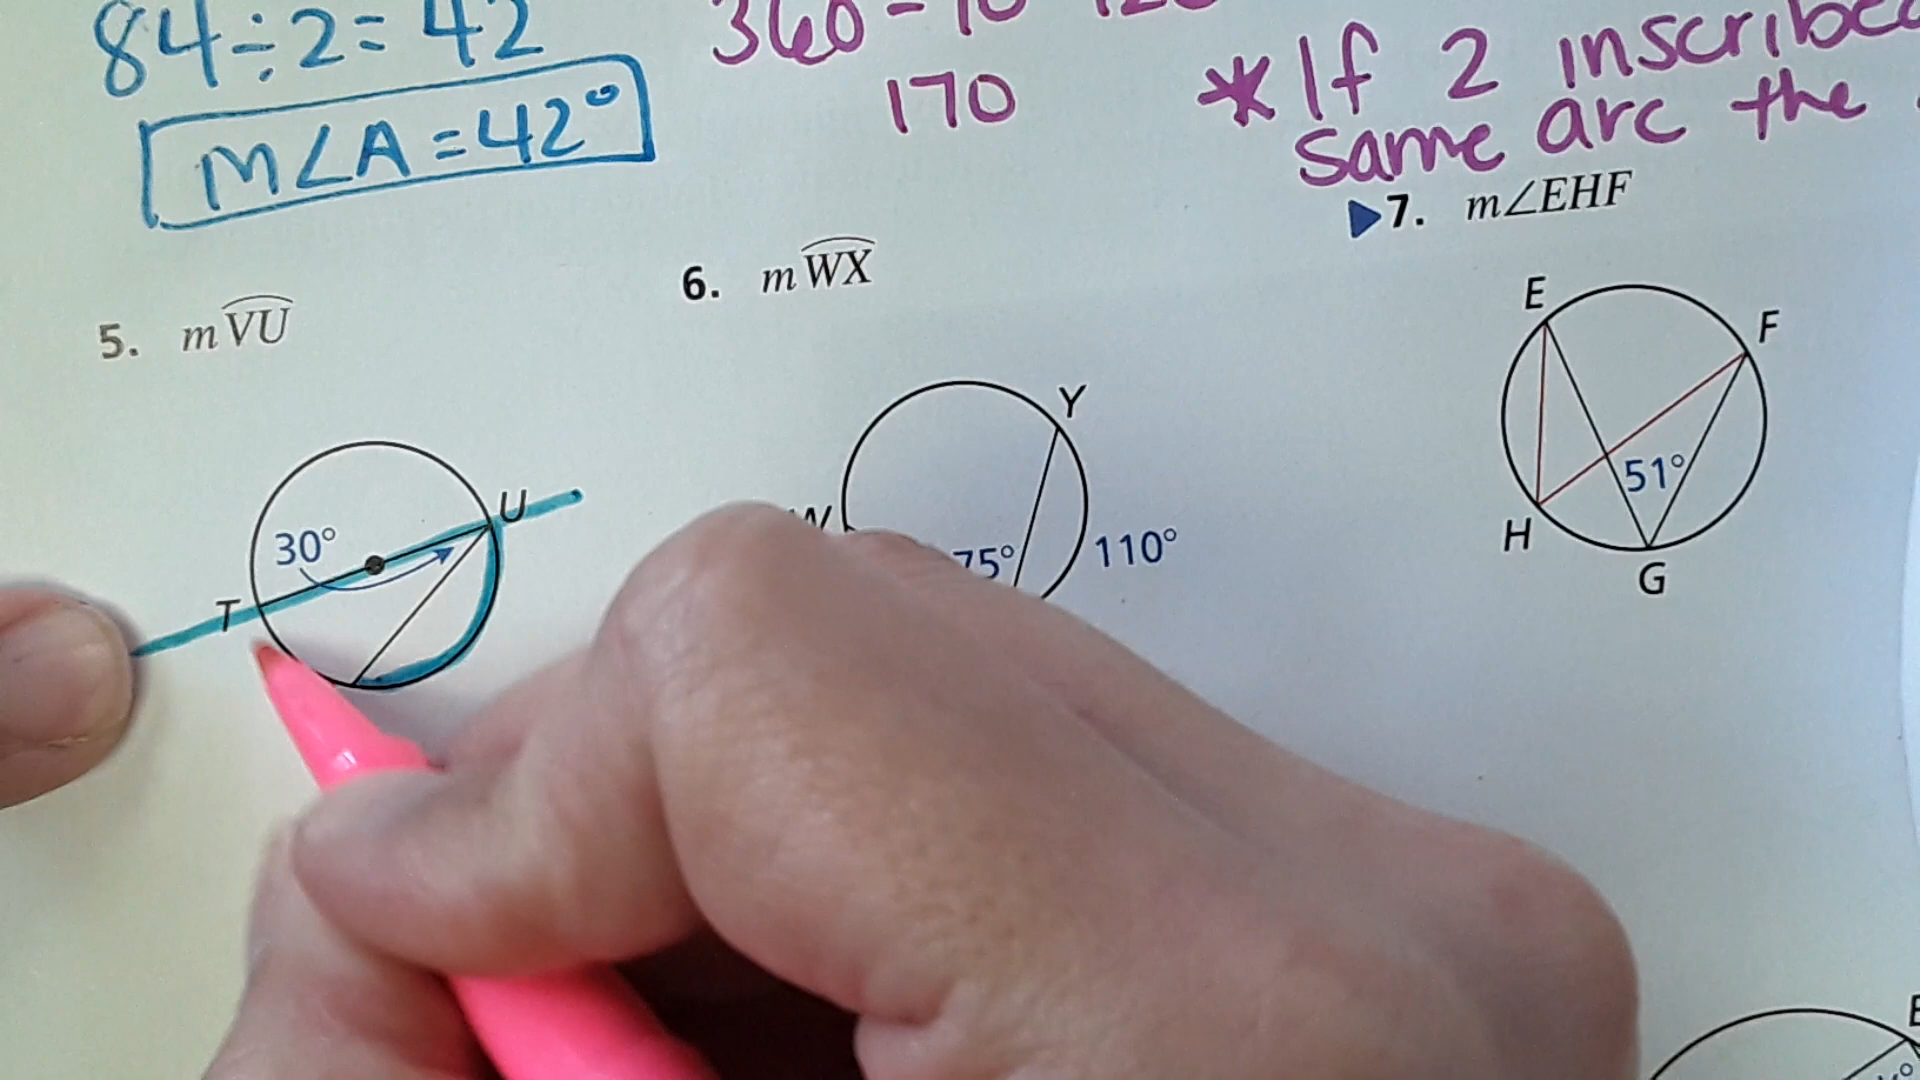 84÷2=42
m∠A=42°
170
*If 2
same arc the
7. m∠EHF
6. mWX
5. mVU
E
F
Y
U
W
30°
51°
75°
110°
T
H
G